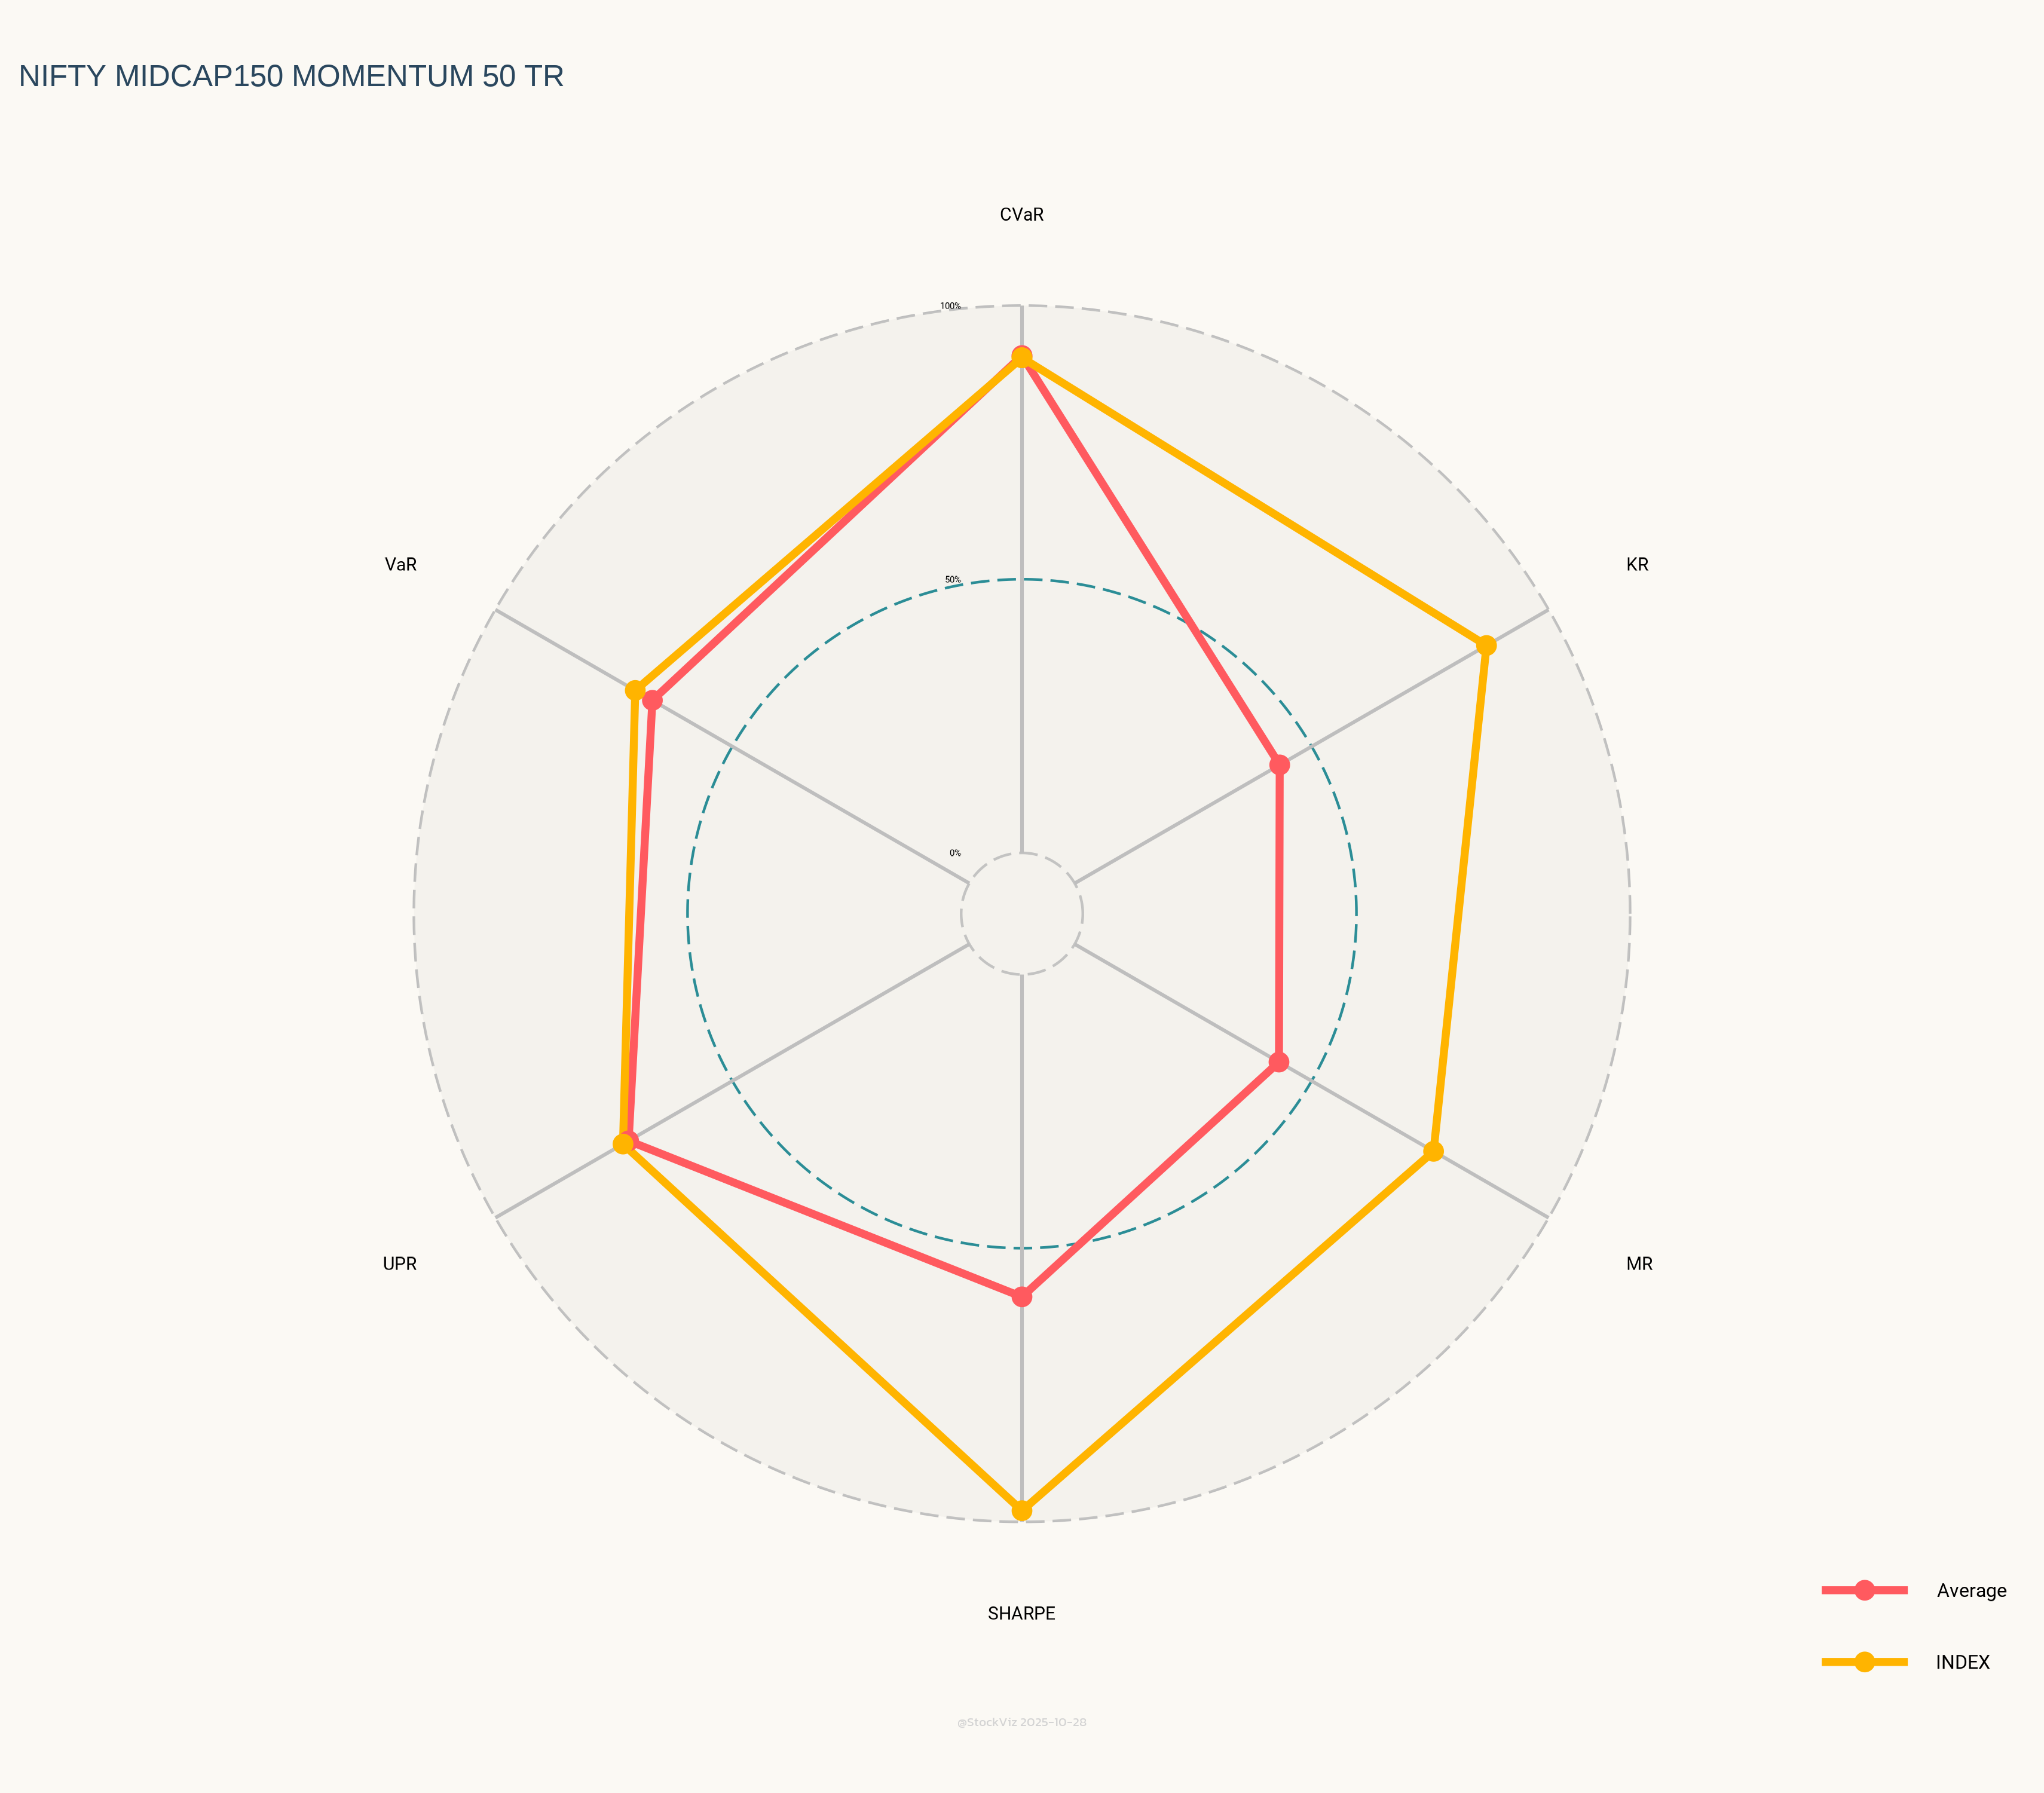 NIFTY MIDCAP150 MOMENTUM 50 TR
CVaR
100%
VaR
KR
50%
0%
UPR
MR
SHARPE
Average
INDEX
@StockViz 2025-10-28